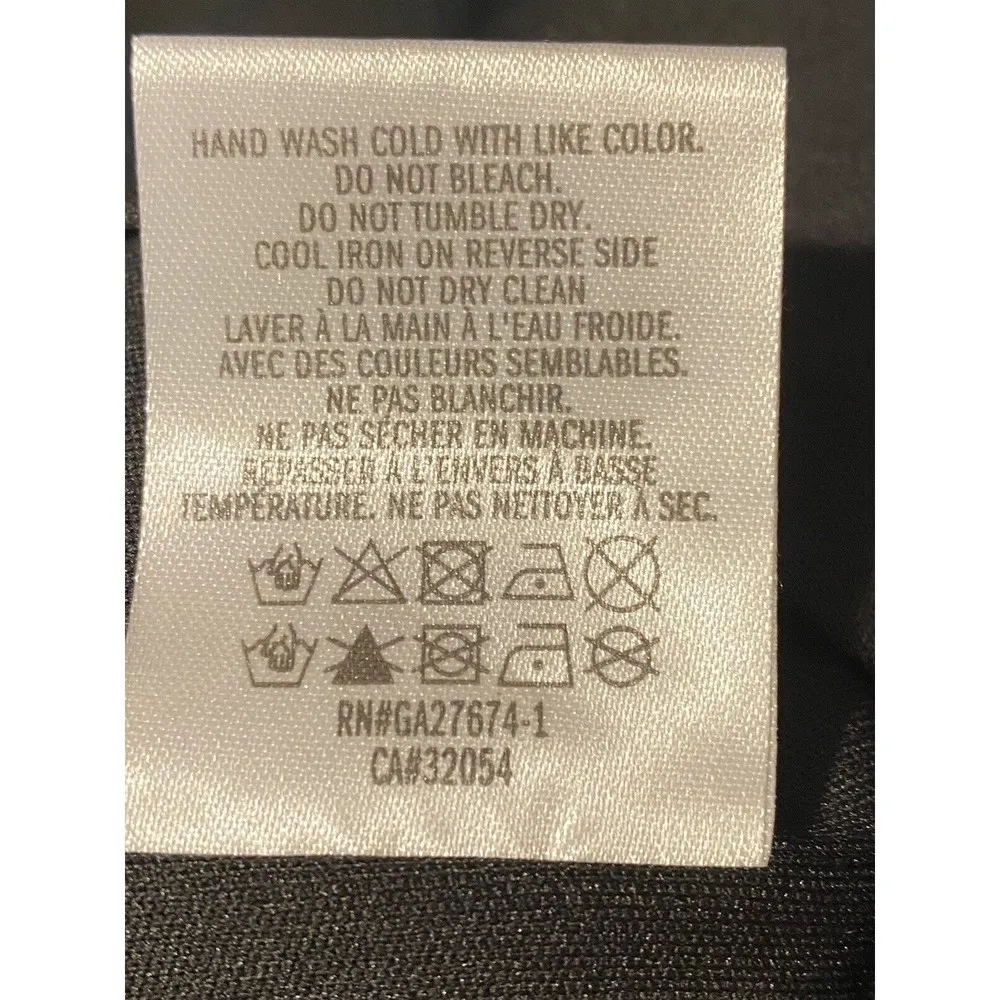 HAND WASH COLD WITH LIKE COLOR.
DO NOT BLEACH.
DO NOT TUMBLE DRY.
COOL IRON ON REVERSE SIDE
DO NOT DRY CLEAN
LAVER À LA MAIN À L'EAU FROIDE.
AVEC DES COULEURS SEMBLABLES.
NE PAS BLANCHIR.
NE PAS SÉCHER EN MACHINE.
REPASSER À L'ENVERS À BASSE
TEMPÉRATURE. NE PAS NETTOYER À SEC.
RN#GA27674-1
CA#32054